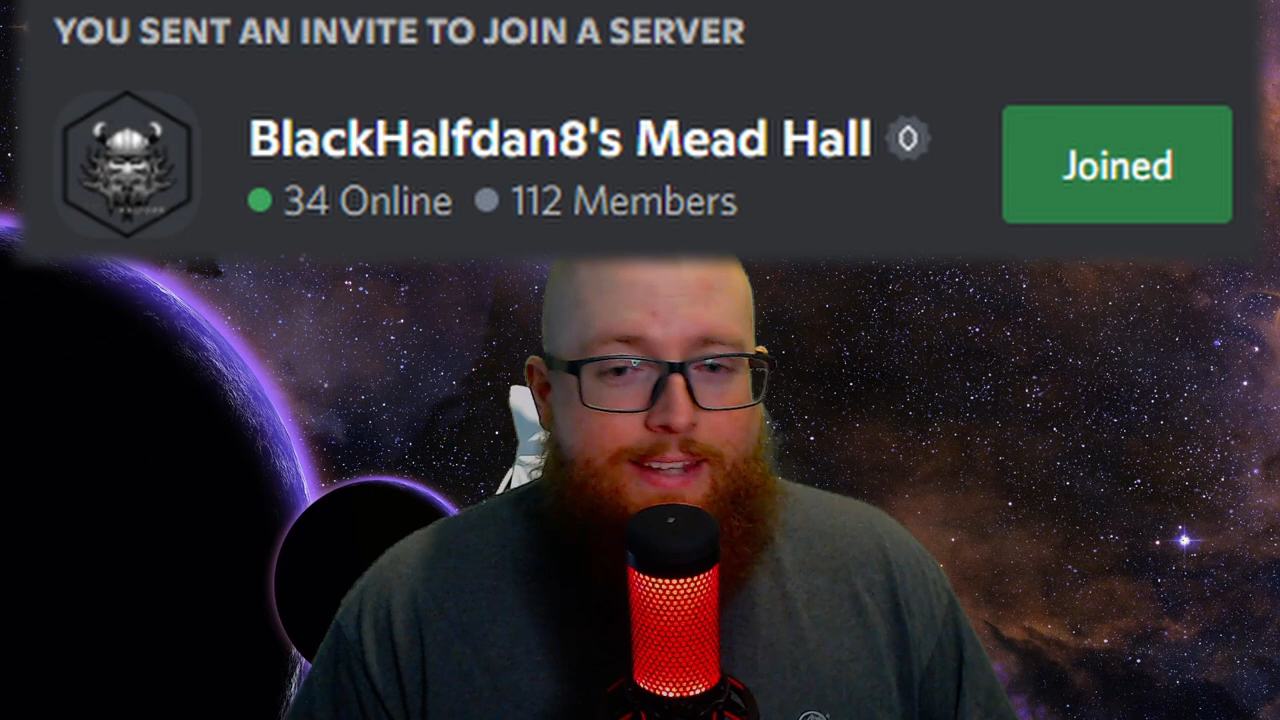 YOU SENT AN INVITE TO JOIN A SERVER
BlackHalfdan8's Mead Hall
34 Online 112 Members
Joined